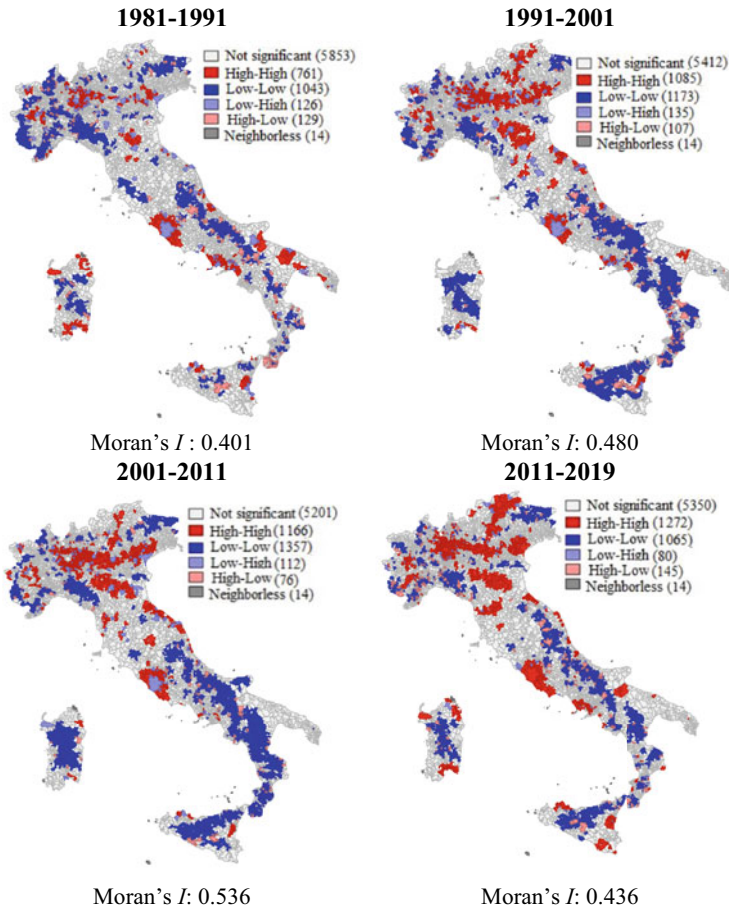 1981-1991
Not significant (5853)
High-High (761)
Low-Low (1043)
Low-High (126)
High-Low (129)
Neighborless (14)
Moran's I : 0.401
1991-2001
Not significant (5412)
High-High (1085)
Low-Low (1173)
Low-High (135)
High-Low (107)
Neighborless (14)
Moran's I: 0.480
2001-2011
Not significant (5201)
High-High (1166)
Low-Low (1357)
Low-High (112)
High-Low (76)
Neighborless (14)
Moran's I: 0.536
2011-2019
Not significant (5350)
High-High (1272)
Low-Low (1065)
Low-High (80)
High-Low (145)
Neighborless (14)
Moran's I: 0.436